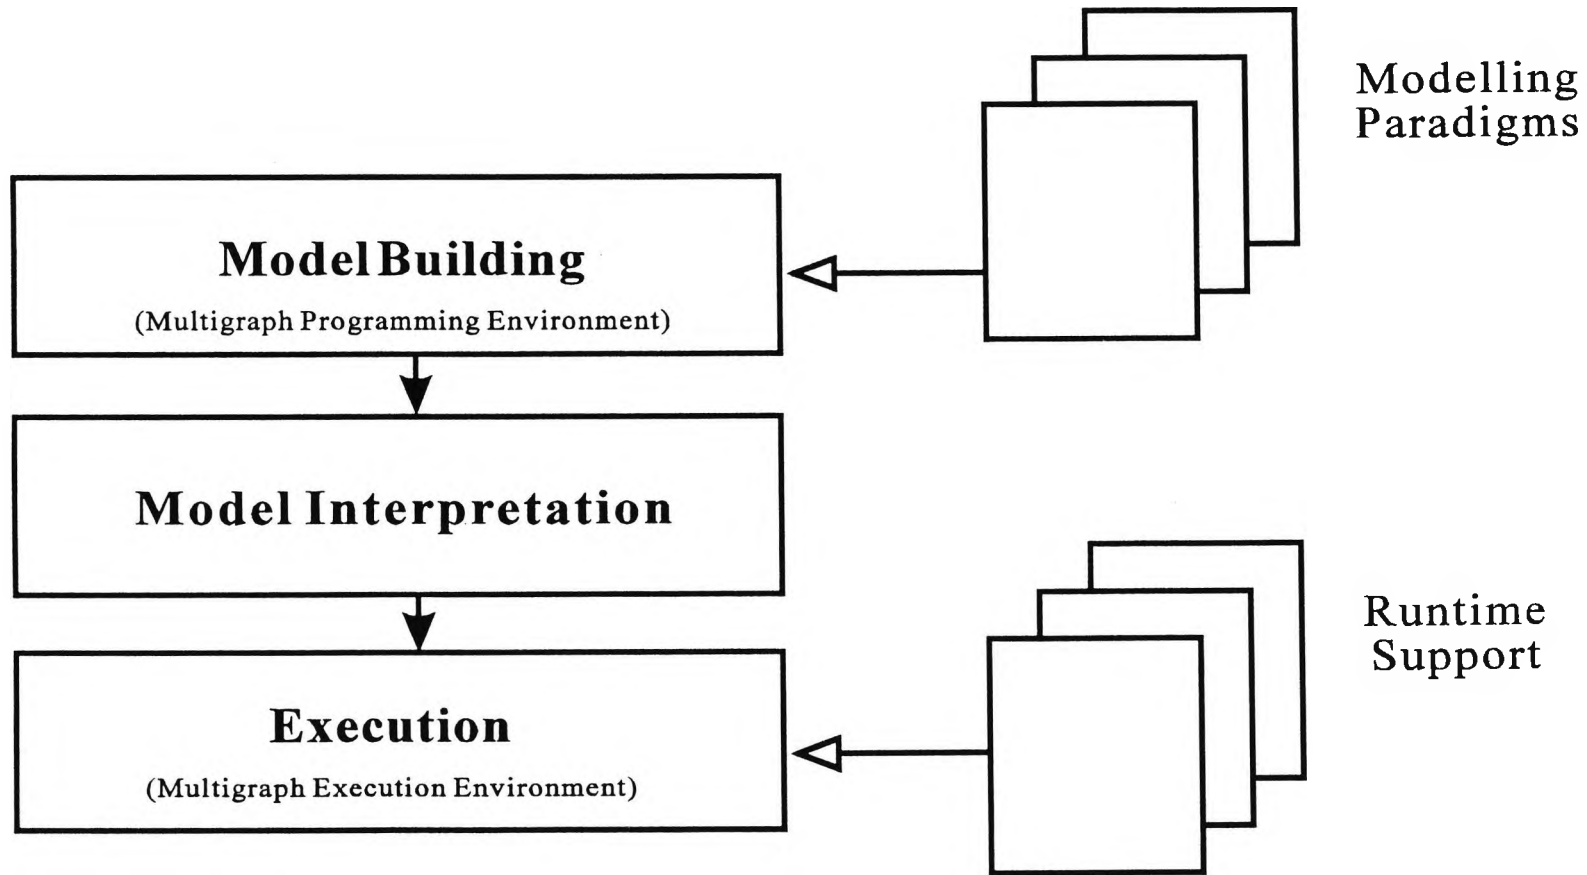 Modelling
Paradigms
Model Building
(Multigraph Programming Environment)
Model Interpretation
Runtime
Support
Execution
(Multigraph Execution Environment)